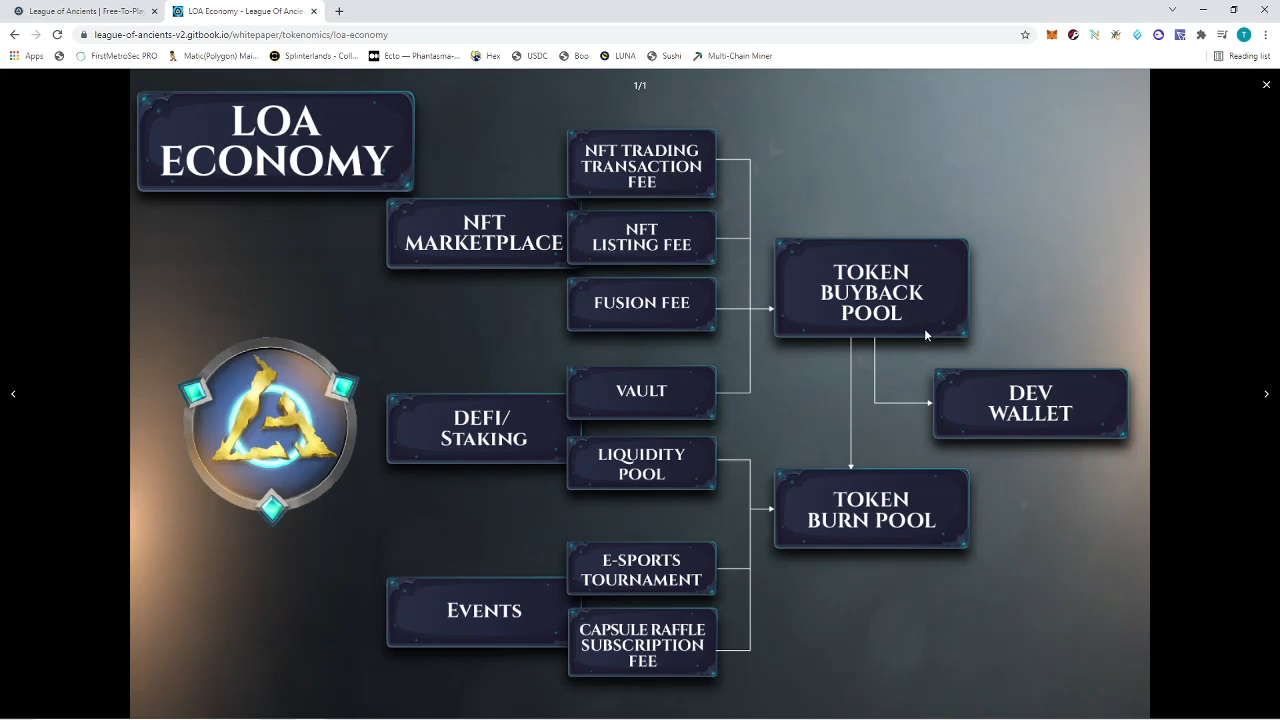 League of Ancients | Free-To-Play
LOA Economy - League Of Ancie
league-of-ancients-v2.gitbook.io/whitepaper/tokenomics/loa-economy
T
Apps
FirstMetroSec PRO
Matic(Polygon) Mai...
Splinterlands - Coll...
Ecto — Phantasma-...
Hex
USDC
Boo
LUNA
Sushi
Multi-Chain Miner
Reading list
1/1
LOA
ECONOMY
NFT
MARKETPLACE
NFT TRADING
TRANSACTION
FEE
NFT
LISTING FEE
FUSION FEE
TOKEN
BUYBACK
POOL
DEFI/
STAKING
VAULT
LIQUIDITY
POOL
DEV
WALLET
TOKEN
BURN POOL
EVENTS
E-SPORTS
TOURNAMENT
CAPSULE RAFFLE
SUBSCRIPTION
FEE